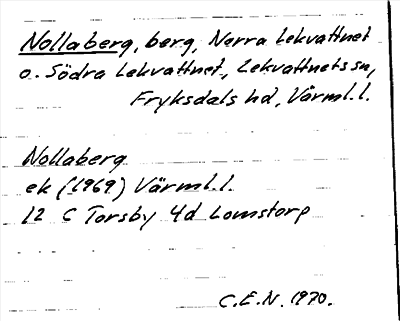 Nollaberg, berg, Norra Lekvattnet
o. Södra Lekvattnet, Lekvattnets sn,
Fryksdals hd, Värml. l.
Nollaberg
ek (1969) Värml. l.
12 C Torsby 4d Lomstorp
C.E.N. 1970.